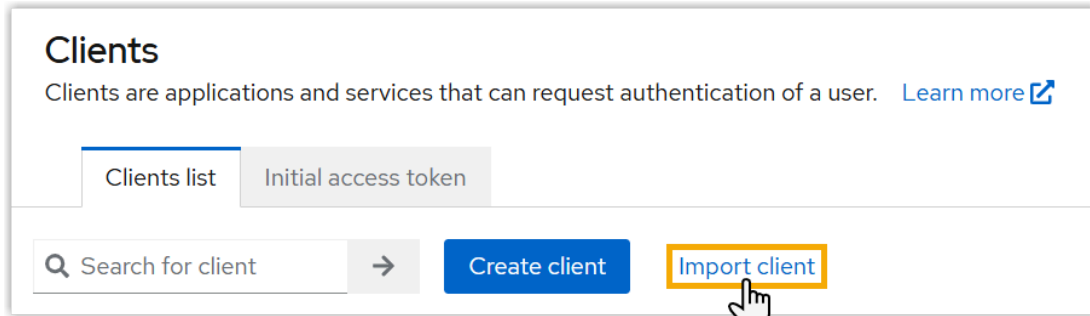 Clients
Clients are applications and services that can request authentication of a user. Learn more
Clients list Initial access token
Search for client Create client Import client